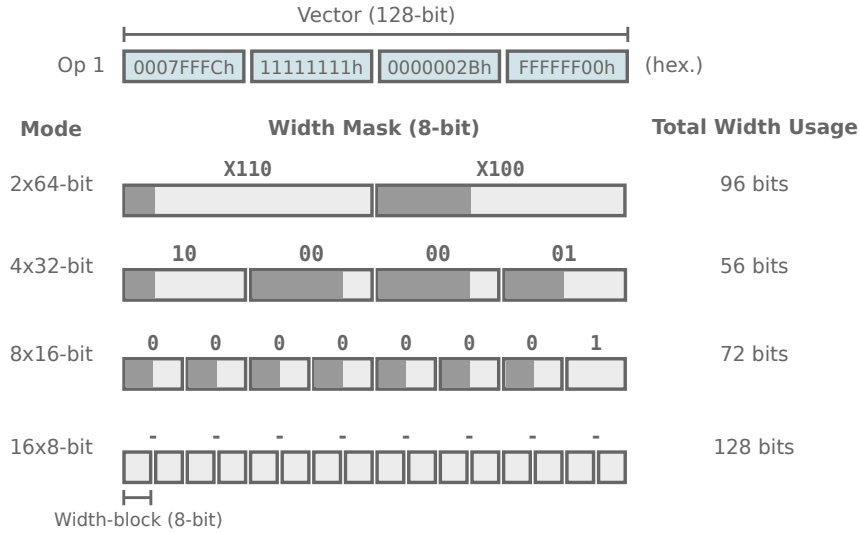 Vector (128-bit)
Op 1 0007FFFCh 11111111h 0000002Bh FFFFFF00h (hex.)
Mode Width Mask (8-bit) Total Width Usage
X110 X100
2x64-bit 96 bits
10 00 00 01
4x32-bit 56 bits
0 0 0 0 0 0 0 1
8x16-bit 72 bits
- - - - - - - -
16x8-bit 128 bits
Width-block (8-bit)